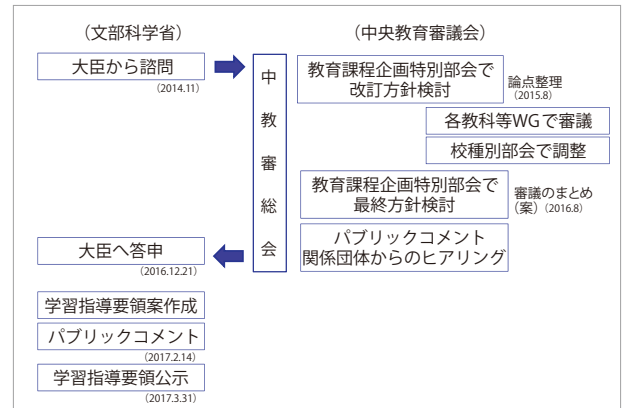 (文部科学省)
(中央教育審議会)
大臣から諮問
(2014.11)
中教審総会
教育課程企画特別部会で
改訂方針検討
論点整理
(2015.8)
各教科等WGで審議
校種別部会で調整
教育課程企画特別部会で
最終方針検討
審議のまとめ
(案)(2016.8)
パブリックコメント
関係団体からのヒアリング
大臣へ答申
(2016.12.21)
学習指導要領案作成
パブリックコメント
(2017.2.14)
学習指導要領公示
(2017.3.31)